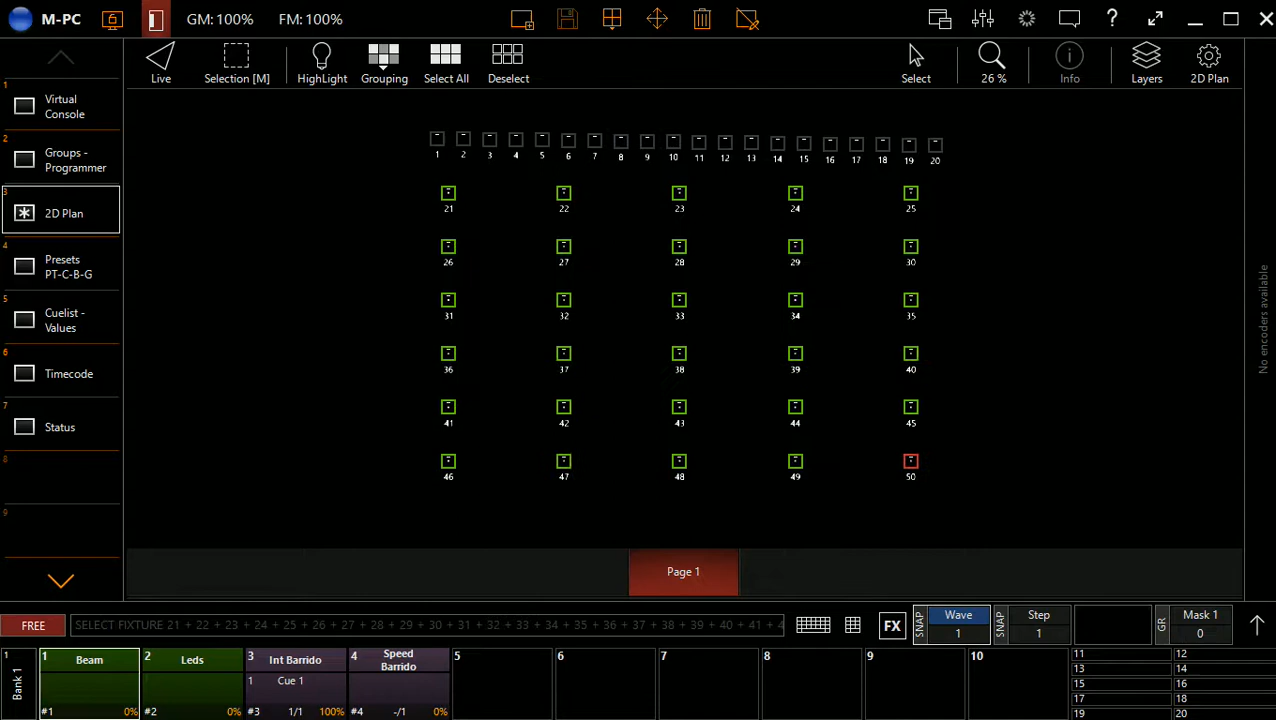 M-PC 6 GM: 100% FM: 100%
Live Selection [M] HighLight Grouping Select All Deselect Select 26 % Info Layers 2D Plan
1 Virtual
Console
2 Groups -
Programmer
3 2D Plan
4 Presets
PT-C-B-G
5 Cuelist -
Values
6 Timecode
7 Status
8
9
1 2 3 4 5 6 7 8 9 10 11 12 13 14 15 16 17 18 19 20
21 22 23 24 25
26 27 28 29 30
31 32 33 34 35
36 37 38 39 40
41 42 43 44 45
46 47 48 49 50
No encoders available
Page 1
FREE SELECT FIXTURE 21 + 22 + 23 + 24 + 25 + 26 + 27 + 28 + 29 + 30 + 31 + 32 + 33 + 34 + 35 + 36 + 37 + 38 + 39 + 40 + 41 + 4
FX SNAP Wave 1 SNAP Step 1 GR Mask 1 0
1 Bank 1
1 Beam #1 0%
2 Leds #2 0%
3 Int Barrido
1 Cue 1
#3 1/1 100%
4 Speed
Barrido
#4 -/1 0%
5 6 7 8 9 10
11 12
13 14
15 16
17 18
19 20